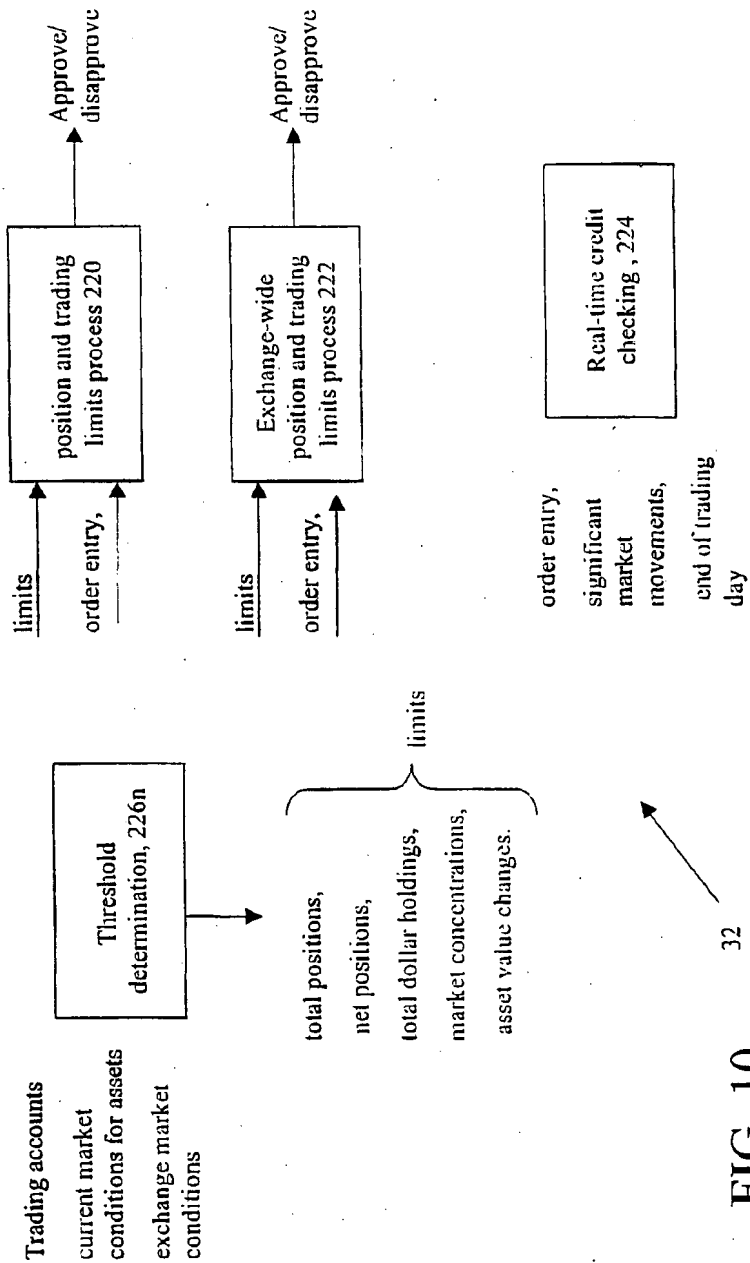 Trading accounts
current market
conditions for assets
exchange market
conditions
Threshold
determination, 226n
total positions,
net positions,
total dollar holdings,
market concentrations,
asset value changes.
limits
limits
order entry,
position and trading
limits process 220
Approve/
disapprove
limits
order entry,
Exchange-wide
position and trading
limits process 222
Approve/
disapprove
order entry,
significant
market
movements,
end of trading
day
Real-time credit
checking , 224
32
FIG. 10